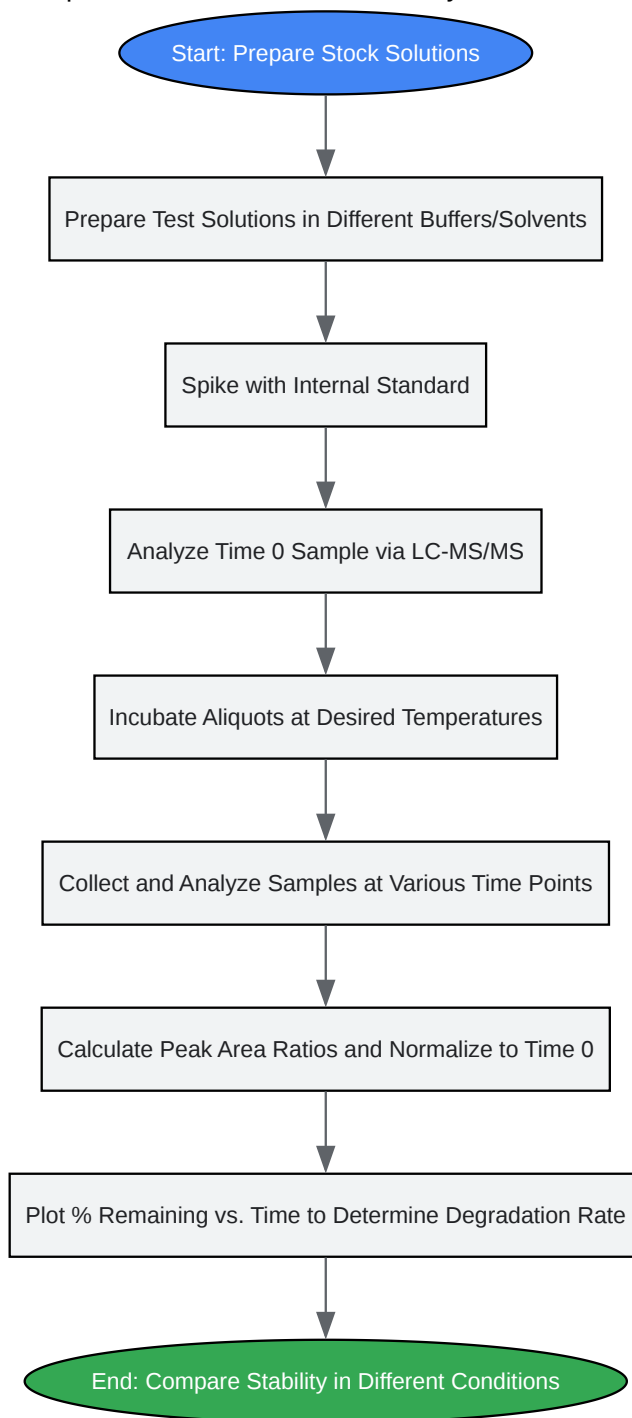 Start: Prepare Stock Solutions
Prepare Test Solutions in Different Buffers/Solvents
Spike with Internal Standard
Analyze Time 0 Sample via LC-MS/MS
Incubate Aliquots at Desired Temperatures
Collect and Analyze Samples at Various Time Points
Calculate Peak Area Ratios and Normalize to Time 0
Plot % Remaining vs. Time to Determine Degradation Rate
End: Compare Stability in Different Conditions